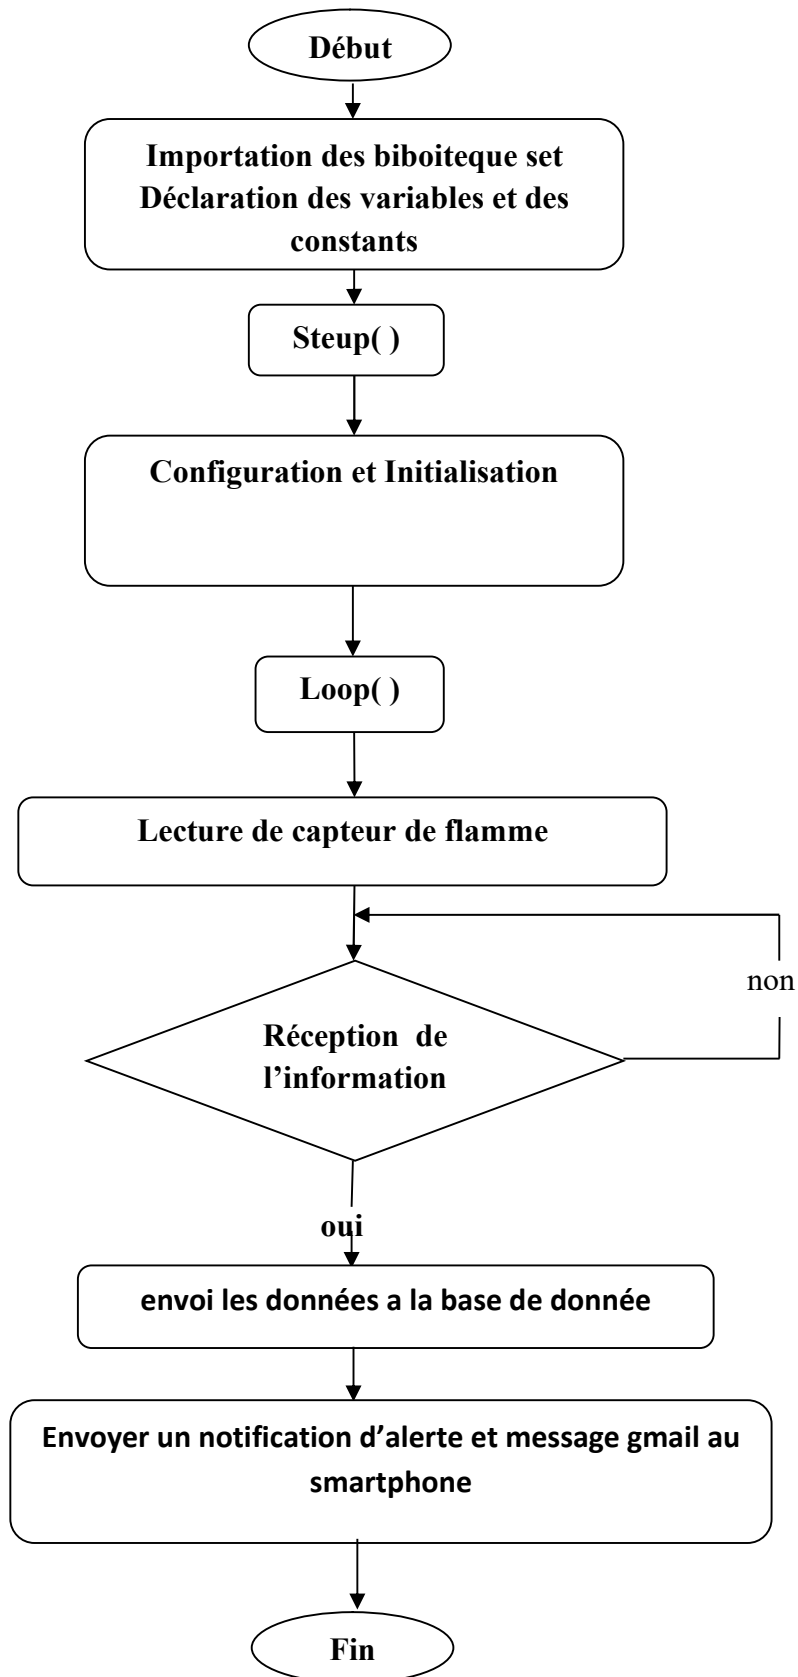 Début
Importation des biboiteque set
Déclaration des variables et des
constants
Steup( )
Configuration et Initialisation
Loop( )
Lecture de capteur de flamme
non
Réception de
l’information
oui
envoi les données a la base de donnée
Envoyer un notification d’alerte et message gmail au
smartphone
Fin